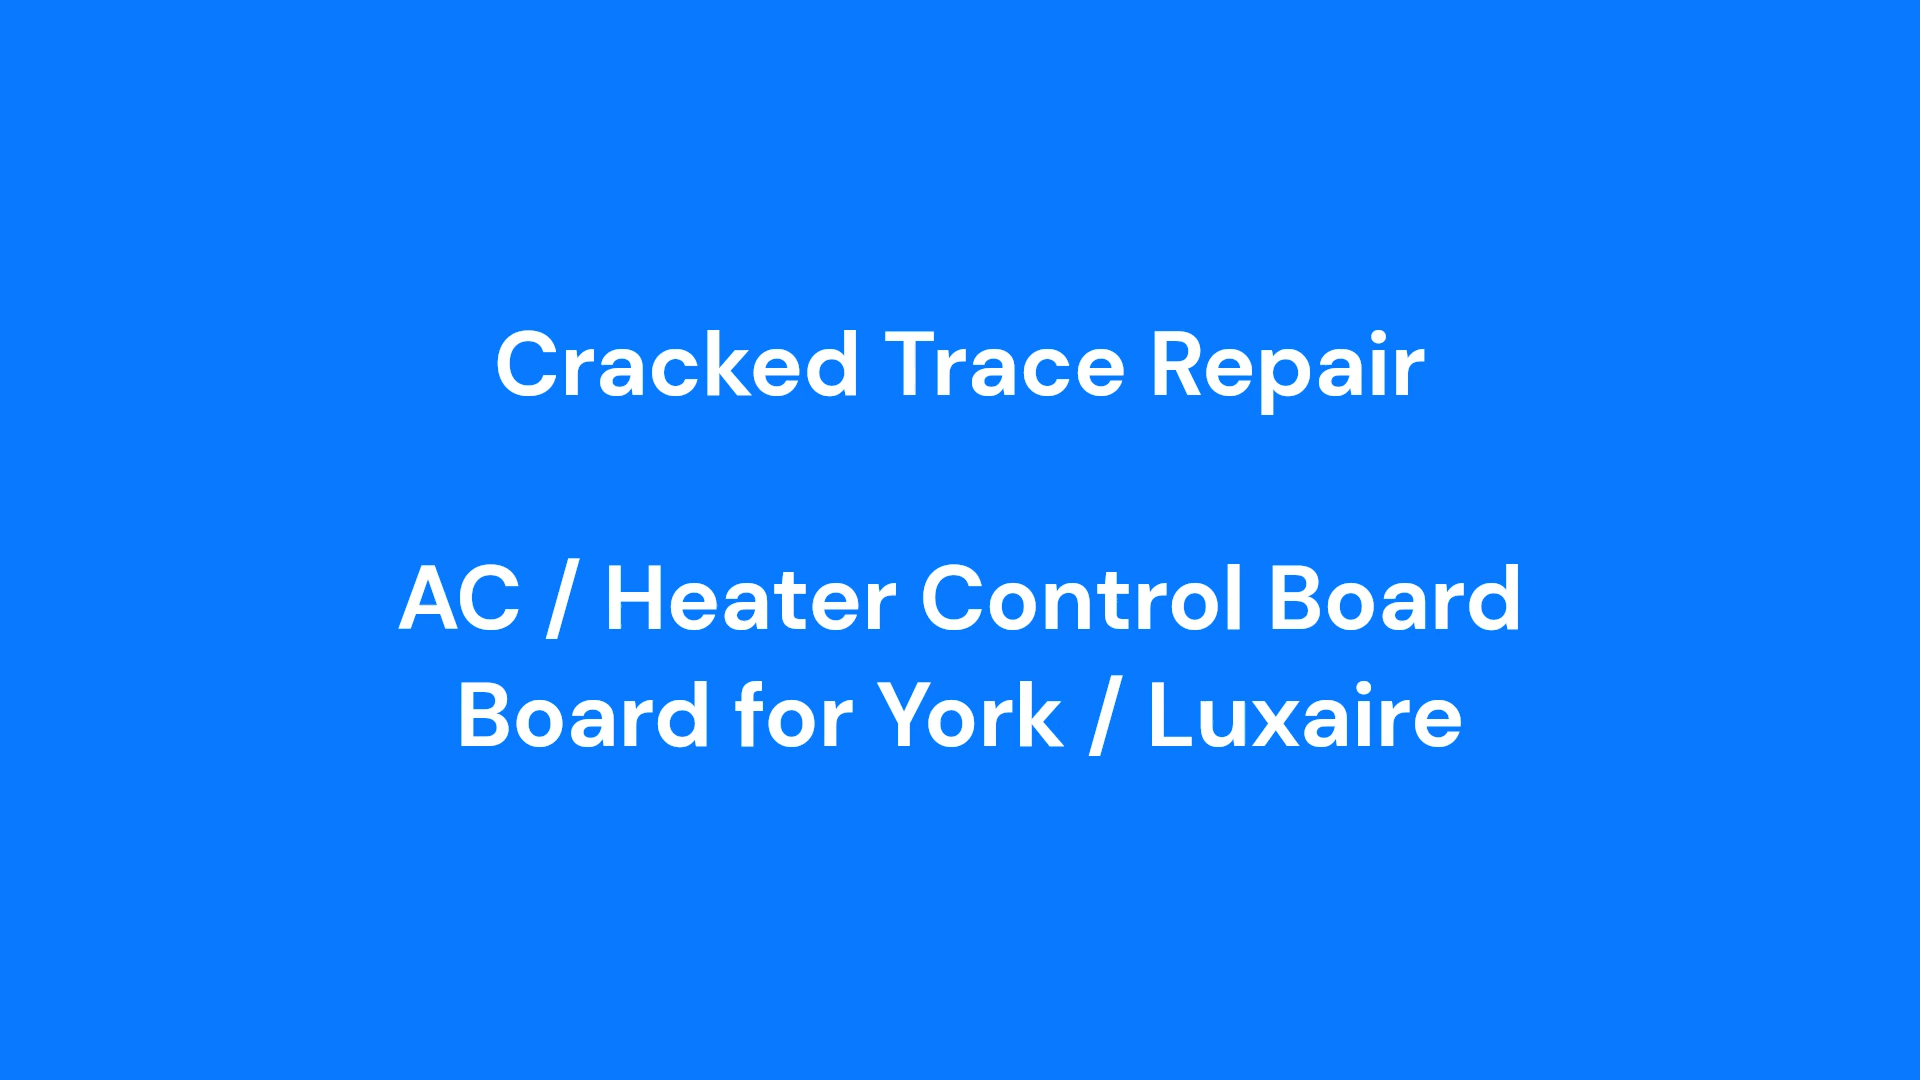 Cracked Trace Repair
AC / Heater Control Board
Board for York / Luxaire